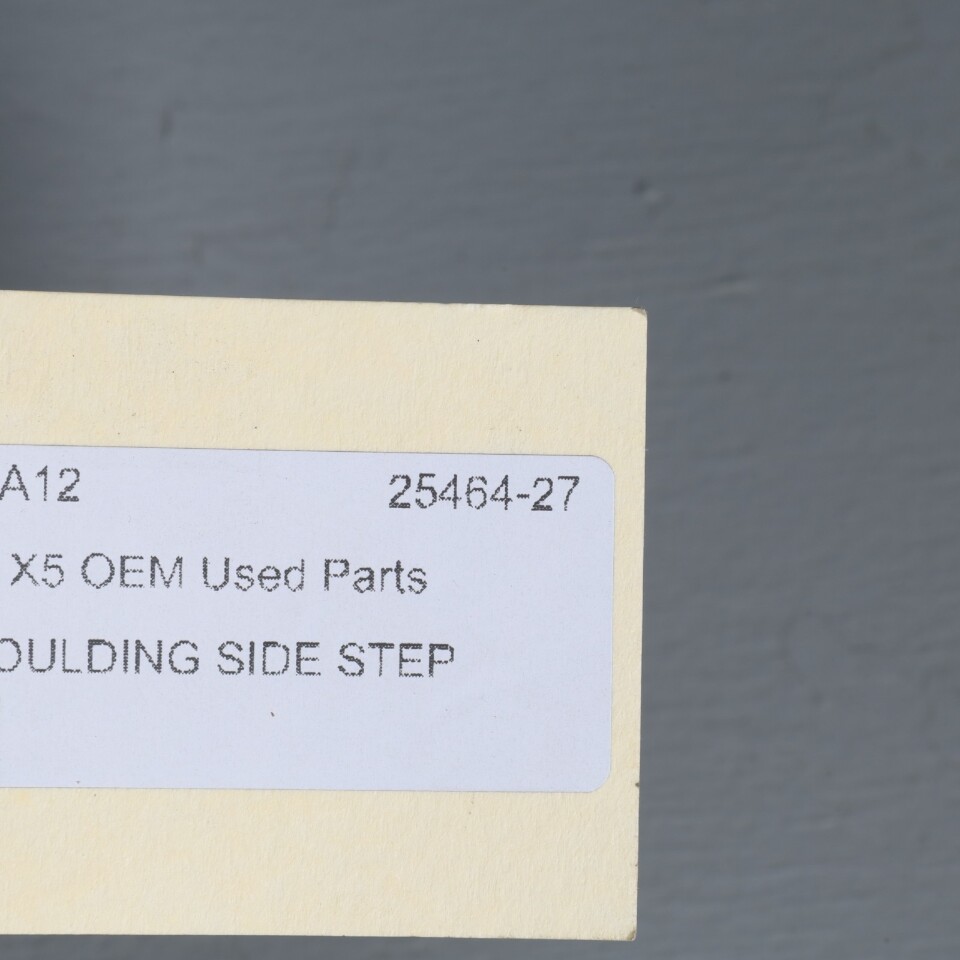 A12 25464-27
X5 OEM Used Parts
OULDING SIDE STEP